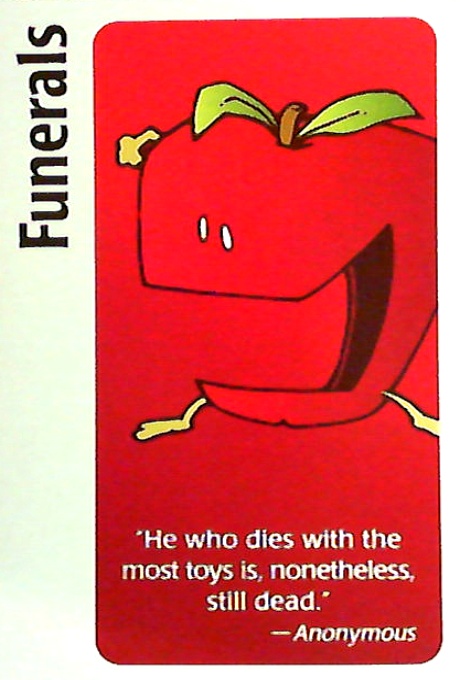 Funerals
"He who dies with the
most toys is, nonetheless,
still dead."
—Anonymous